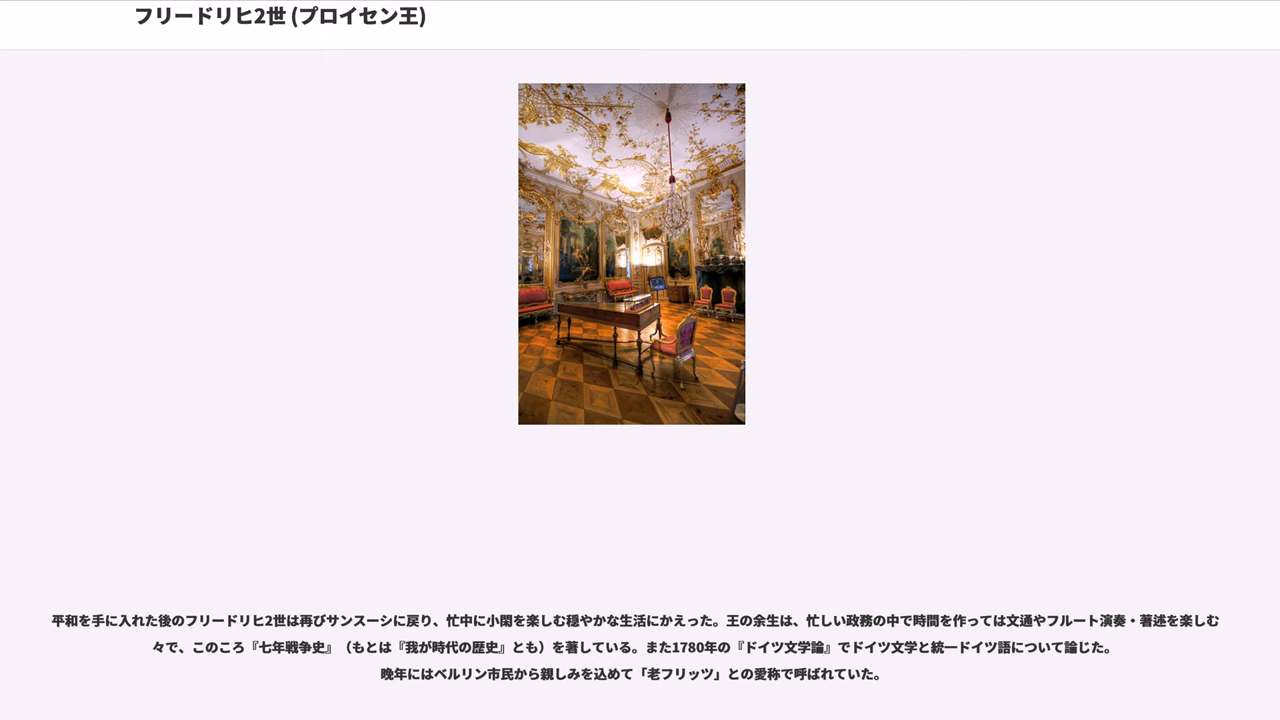 フリードリヒ2世 (プロイセン王)
平和を手に入れた後のフリードリヒ2世は再びサンスーシに戻り、忙中に小閑を楽しむ穏やかな生活にかえった。王の余生は、忙しい政務の中で時間を作っては文通やフルート演奏・著述を楽しむ
々で、このころ『七年戦争史』（もとは『我が時代の歴史』とも）を著している。また1780年の『ドイツ文学論』でドイツ文学と統一ドイツ語について論じた。
晩年にはベルリン市民から親しみを込めて「老フリッツ」との愛称で呼ばれていた。